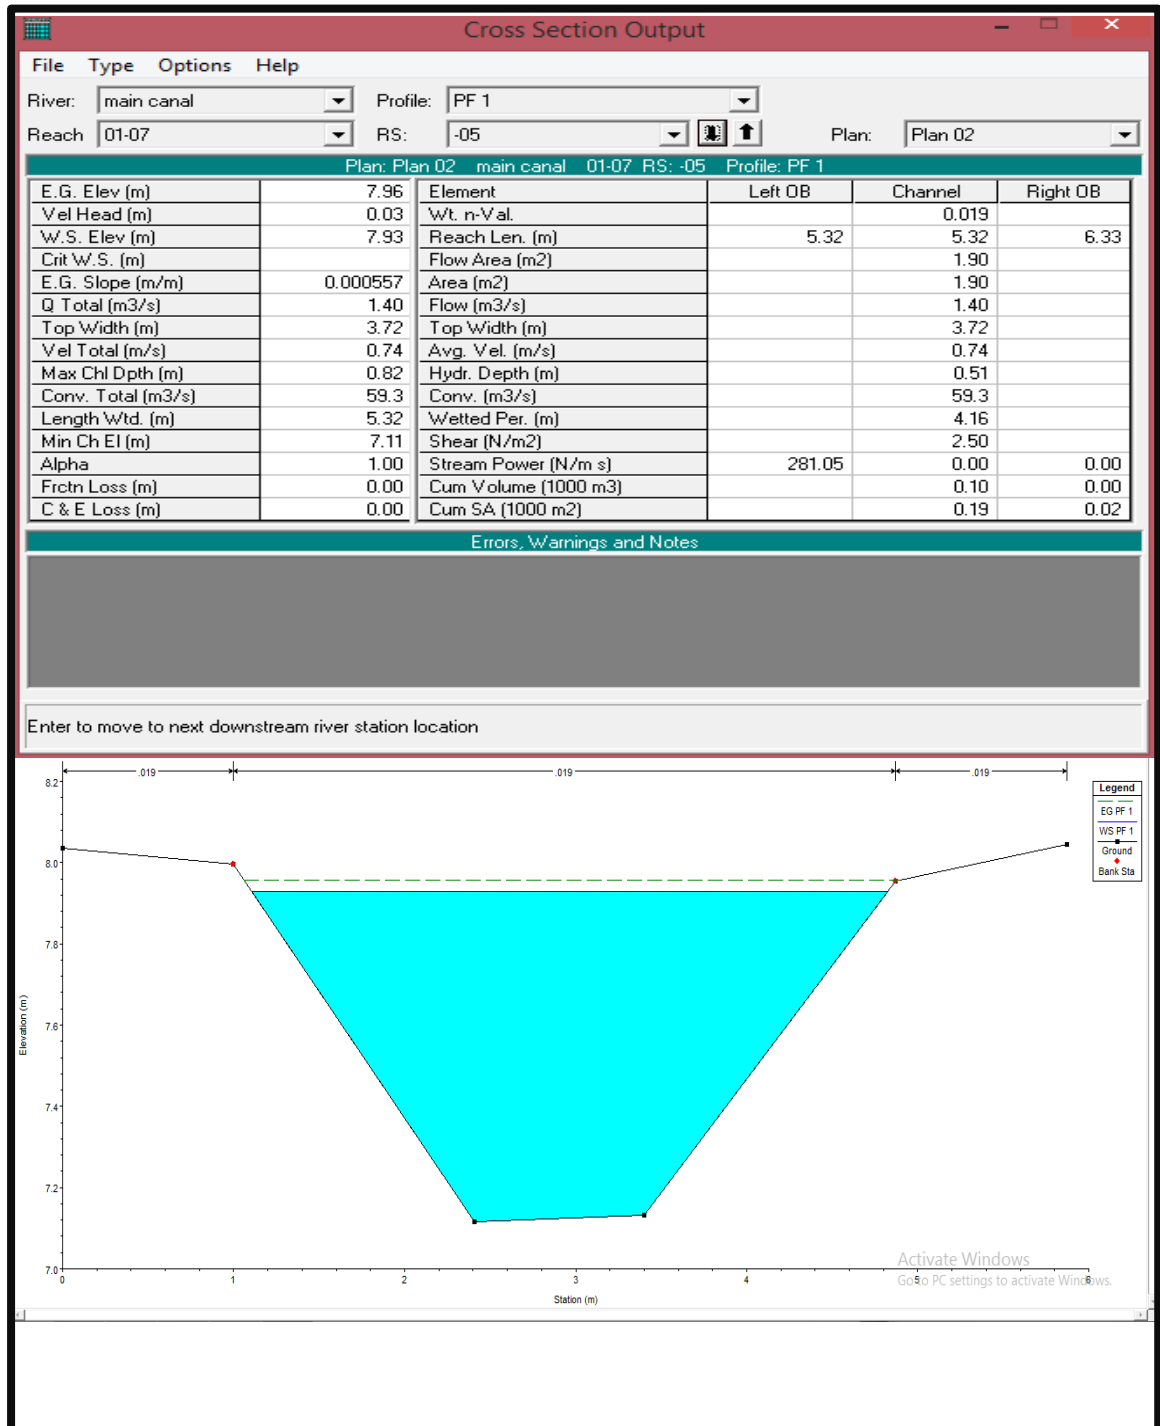 Cross Section Output
File Type Options Help
River: main canal Profile: PF 1
Reach 01-07 RS: -05 Plan: Plan 02
Plan: Plan 02 main canal 01-07 RS: -05 Profile: PF 1
E.G. Elev (m) 7.96 Element Left OB Channel Right OB
Vel Head (m) 0.03 Wt. n-Val. 0.019
W.S. Elev (m) 7.93 Reach Len. (m) 5.32 5.32 6.33
Crit W.S. (m) Flow Area (m2) 1.90
E.G. Slope (m/m) 0.000557 Area (m2) 1.90
Q Total (m3/s) 1.40 Flow (m3/s) 1.40
Top Width (m) 3.72 Top Width (m) 3.72
Vel Total (m/s) 0.74 Avg. Vel. (m/s) 0.74
Max Chl Dpth (m) 0.82 Hydr. Depth (m) 0.51
Conv. Total (m3/s) 59.3 Conv. (m3/s) 59.3
Length Wtd. (m) 5.32 Wetted Per. (m) 4.16
Min Ch El (m) 7.11 Shear (N/m2) 2.50
Alpha 1.00 Stream Power (N/m s) 281.05 0.00 0.00
Frctn Loss (m) 0.00 Cum Volume (1000 m3) 0.10 0.00
C & E Loss (m) 0.00 Cum SA (1000 m2) 0.19 0.02
Errors, Warnings and Notes
Enter to move to next downstream river station location
.019 .019 .019
8.2
8.0
7.8
7.6
7.4
7.2
7.0
Elevation (m)
0 1 2 3 4 5 6
Station (m)
Legend
EG PF 1
WS PF 1
Ground
Bank Sta
Activate Windows
Go to PC settings to activate Windows.